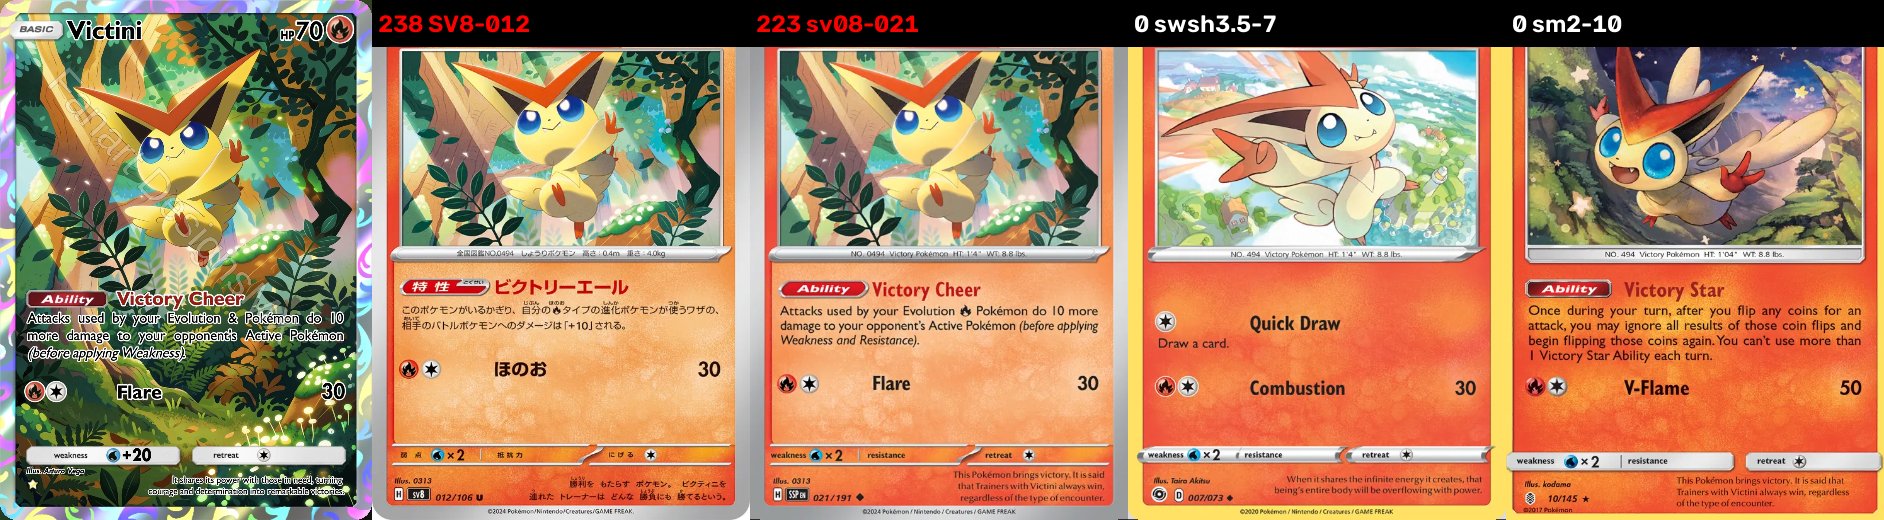 BASIC Victini HP70
Ability Victory Cheer
Attacks used by your Evolution & Pokémon do 10
more damage to your opponent's Active Pokémon
(before applying Weakness).
Flare 30
weakness +20 retreat
Illus. Arturo Vega
It shares its power with those in need, turning
courage and determination into remarkable victories.
238 SV8-012
全国図鑑NO.0494 しょうりポケモン 高さ:0.4m 重さ:4.0kg
特性 ビクトリーエール
このポケモンがいるかぎり、自分のタイプの進化ポケモンが使うワザの、
相手のバトルポケモンへのダメージは「+10」される。
ほのお 30
弱点 ×2 抵抗力 にげる
Illus. 0313
勝利を もたらす ポケモン。 ビクティニを
連れた トレーナーは どんな 勝負にも 勝てるという。
H sv8 012/106 U
©2024 Pokémon/Nintendo/Creatures/GAME FREAK.
223 sv08-021
NO. 0494 Victory Pokémon HT: 1'4" WT: 8.8 lbs.
Ability Victory Cheer
Attacks used by your Evolution Pokémon do 10 more
damage to your opponent's Active Pokémon (before applying
Weakness and Resistance).
Flare 30
weakness ×2 resistance retreat
Illus. 0313
This Pokémon brings victory. It is said
that Trainers with Victini always win,
regardless of the type of encounter.
H SSP EN 021/191
©2024 Pokémon / Nintendo / Creatures / GAME FREAK
0 swsh3.5-7
NO. 494 Victory Pokémon HT: 1'4" WT: 8.8 lbs.
Quick Draw
Draw a card.
Combustion 30
weakness ×2 resistance retreat
Illus. Taira Akitsu
When it shares the infinite energy it creates, that
being's entire body will be overflowing with power.
D 007/073
©2020 Pokémon / Nintendo / Creatures / GAME FREAK
0 sm2-10
NO. 494 Victory Pokémon HT: 1'04" WT: 8.8 lbs.
Ability Victory Star
Once during your turn, after you flip any coins for an
attack, you may ignore all results of those coin flips and
begin flipping those coins again. You can't use more than
1 Victory Star Ability each turn.
V-Flame 50
weakness ×2 resistance retreat
Illus. kodama
This Pokémon brings victory. It is said that
Trainers with Victini always win, regardless
of the type of encounter.
10/145
©2017 Pokémon